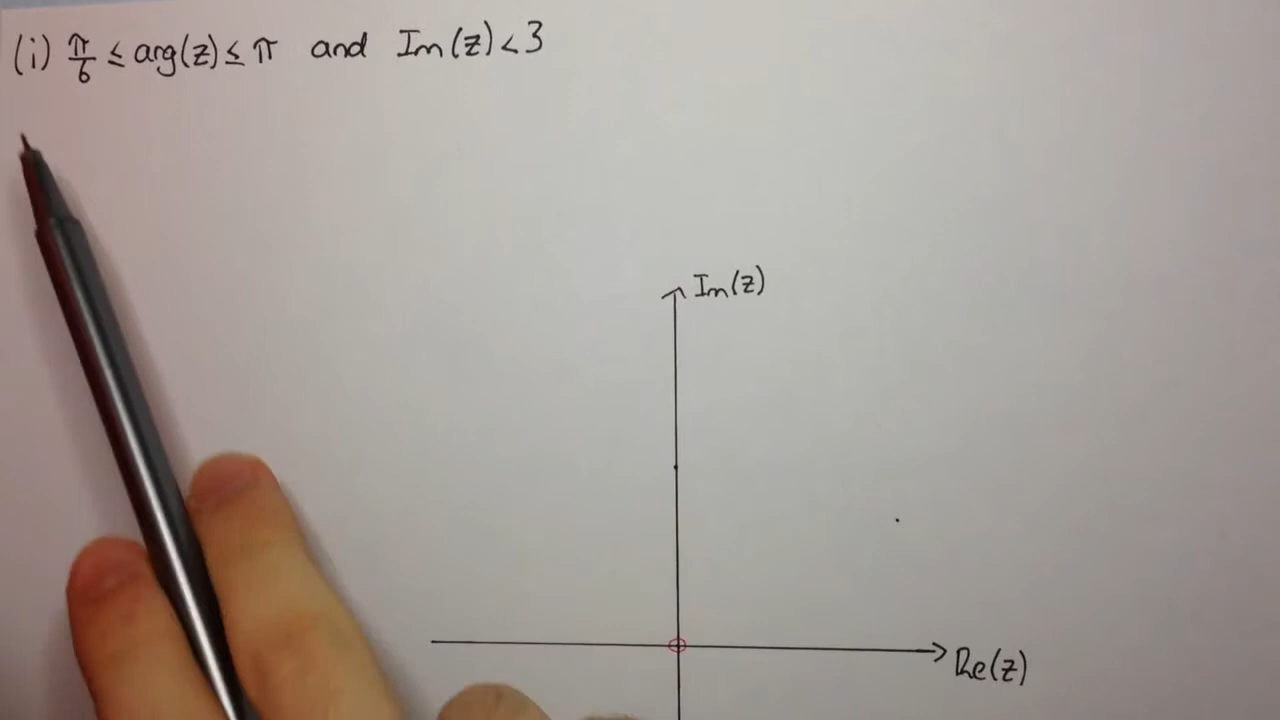 (i) π/6 ≤ arg(z) ≤ π and Im(z) < 3
Im(z)
Re(z)